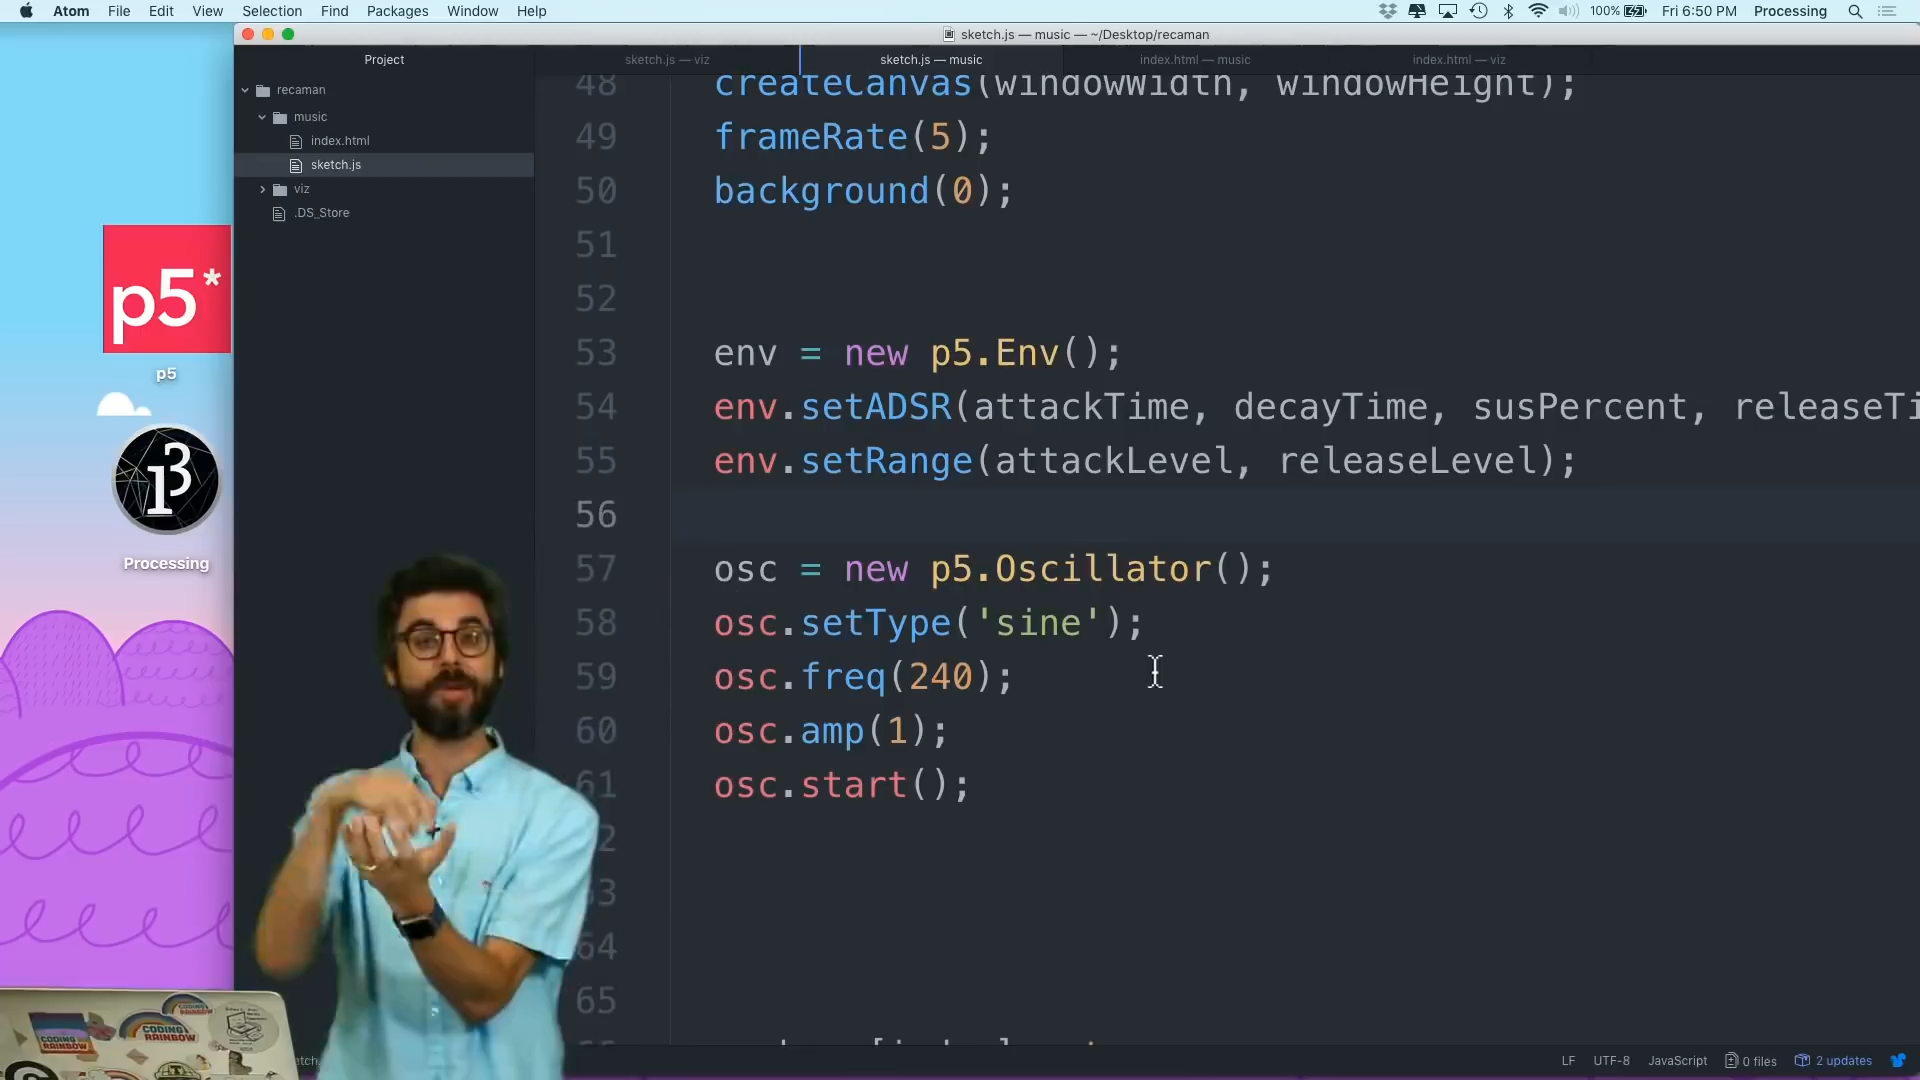 Atom File Edit View Selection Find Packages Window Help
100% Fri 6:50 PM Processing
sketch.js — music — ~/Desktop/recaman
Project
sketch.js — viz
sketch.js — music
index.html — music
index.html — viz
recaman
music
index.html
sketch.js
viz
.DS_Store
p5*
p5
Processing
48 createCanvas(windowWidth, windowHeight);
49 frameRate(5);
50 background(0);
51
52
53 env = new p5.Env();
54 env.setADSR(attackTime, decayTime, susPercent, releaseTi
55 env.setRange(attackLevel, releaseLevel);
56
57 osc = new p5.Oscillator();
58 osc.setType('sine');
59 osc.freq(240);
60 osc.amp(1);
61 osc.start();
2
3
64
65
CODING
RAINBOW
CODING
RAINBOW
LF UTF-8 JavaScript 0 files 2 updates